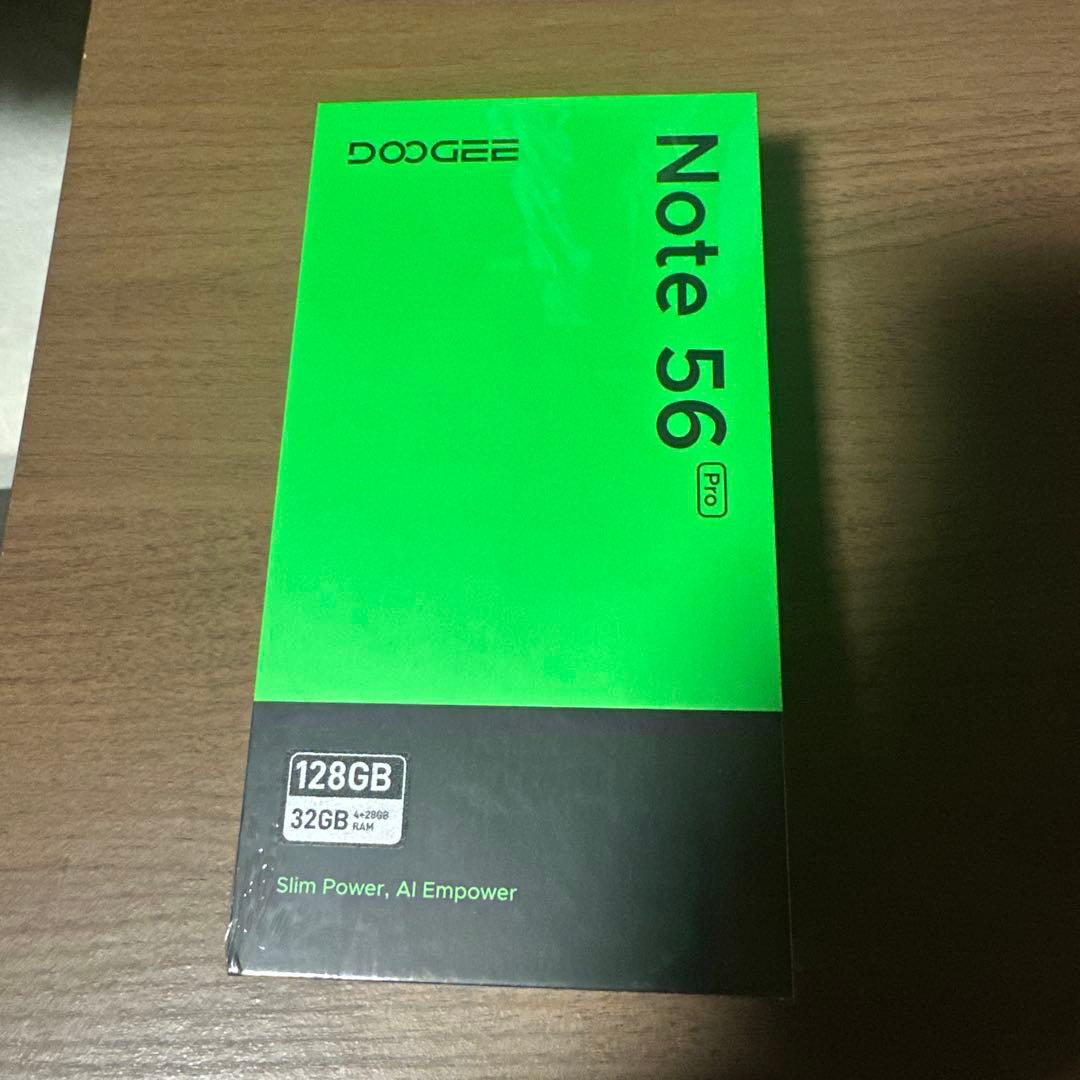 DOOGEE
Note 56 Pro
128GB
32GB 4+28GB RAM
Slim Power, AI Empower